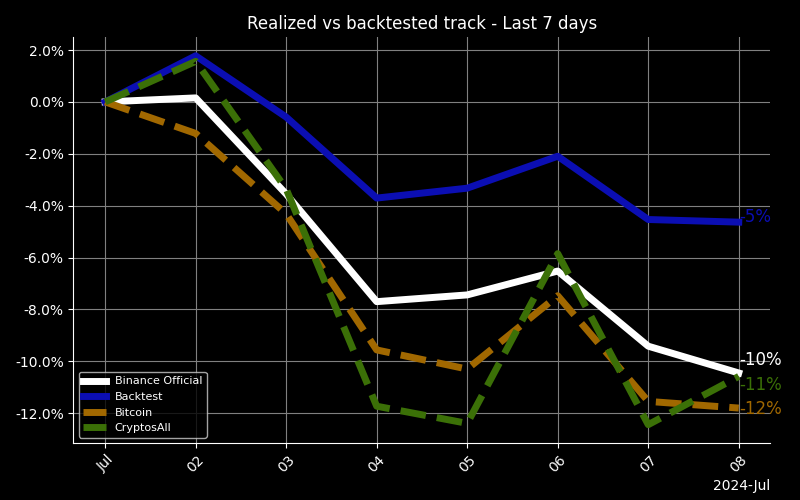 Realized vs backtested track - Last 7 days
2.0%
0.0%
-2.0%
-4.0%
-6.0%
-8.0%
-10.0%
-12.0%
-5%
-10%
-11%
-12%
Binance Official
Backtest
Bitcoin
CryptosAll
Jul
02
03
04
05
06
07
08
2024-Jul